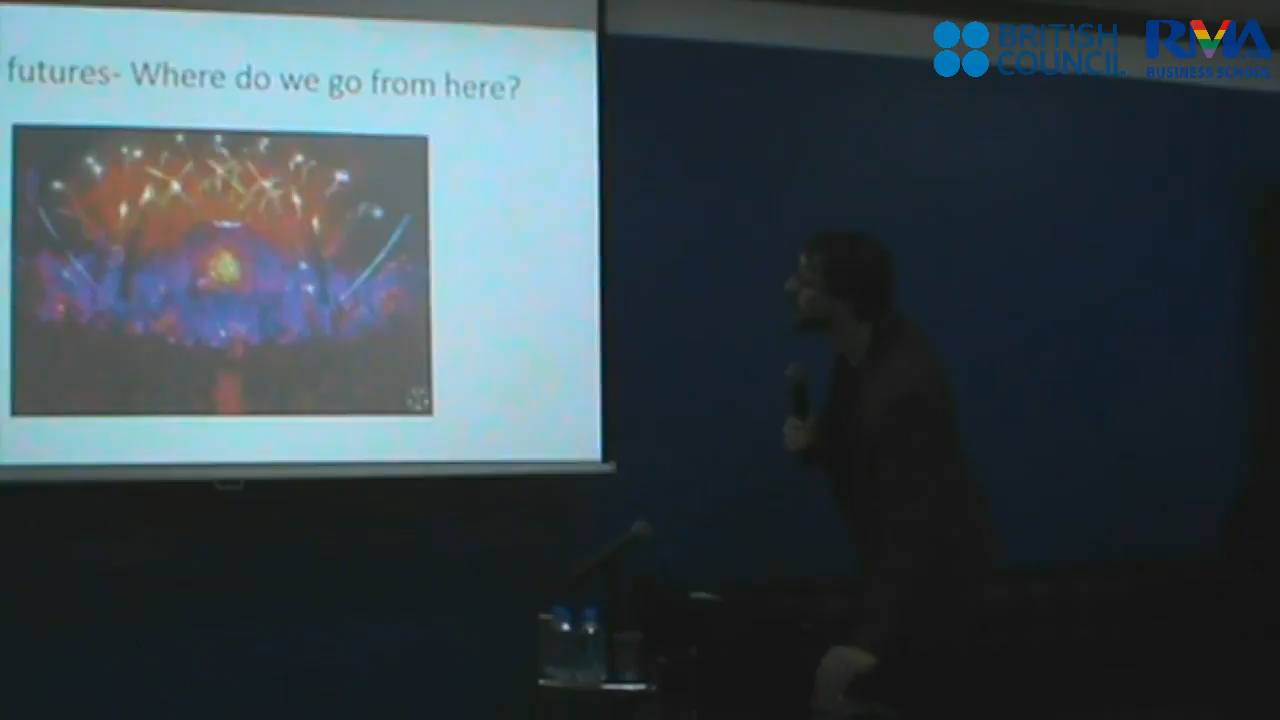 futures- Where do we go from here?
BRITISH
COUNCIL
RMA
BUSINESS SCHOOL